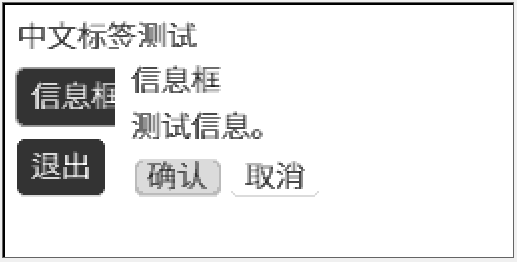 中文标签测试
信息框
信息框
测试信息。
退出
确认 取消